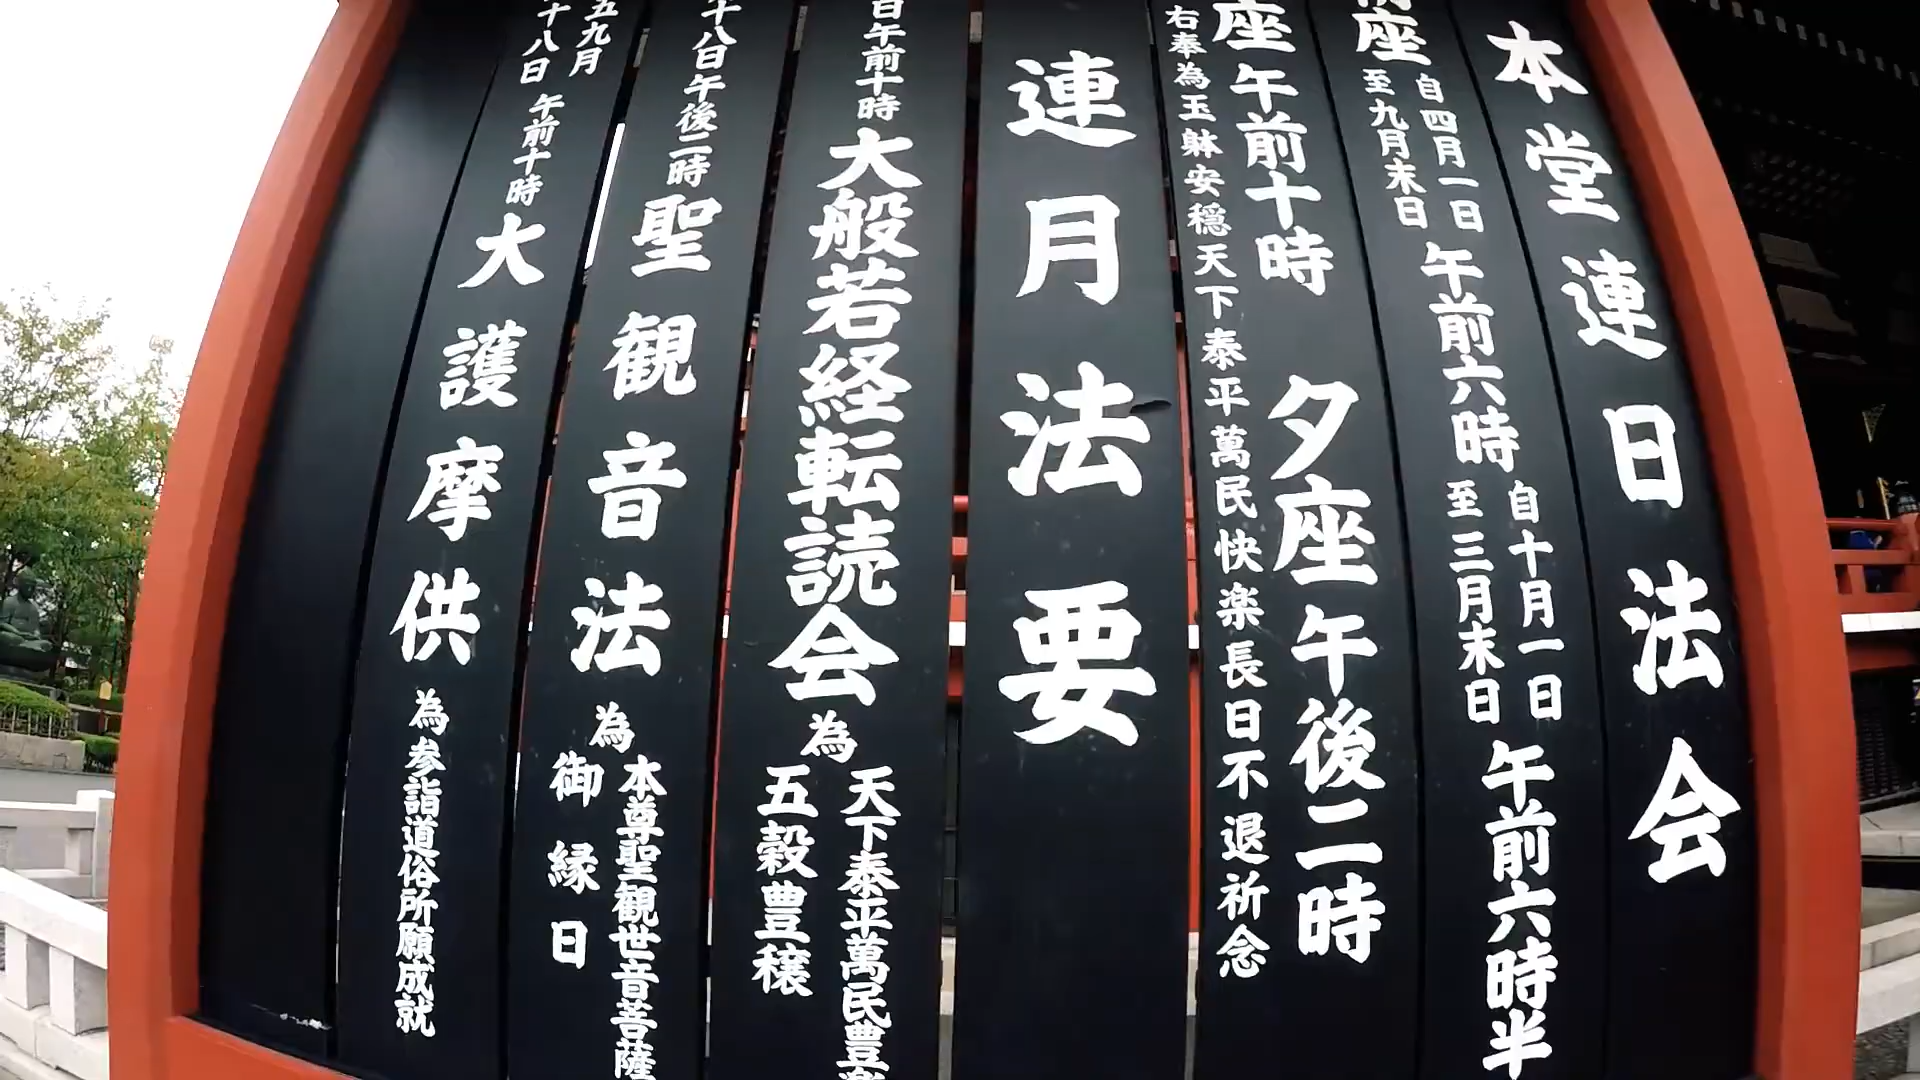 本堂連日法会
座 自四月一日 至九月末日 午前六時 自十月一日 至三月末日 午前六時半
座 午前十時 夕座 午後二時
右奉為玉躰安穏天下泰平萬民快楽長日不退祈念
連月法要
日午前十時 大般若経転読会 為 天下泰平萬民豊楽 五穀豊穣
十八日午後二時 聖観音法 為 本尊聖観世音菩薩 御縁日
五九月 十八日 午前十時 大護摩供 為参詣道俗所願成就